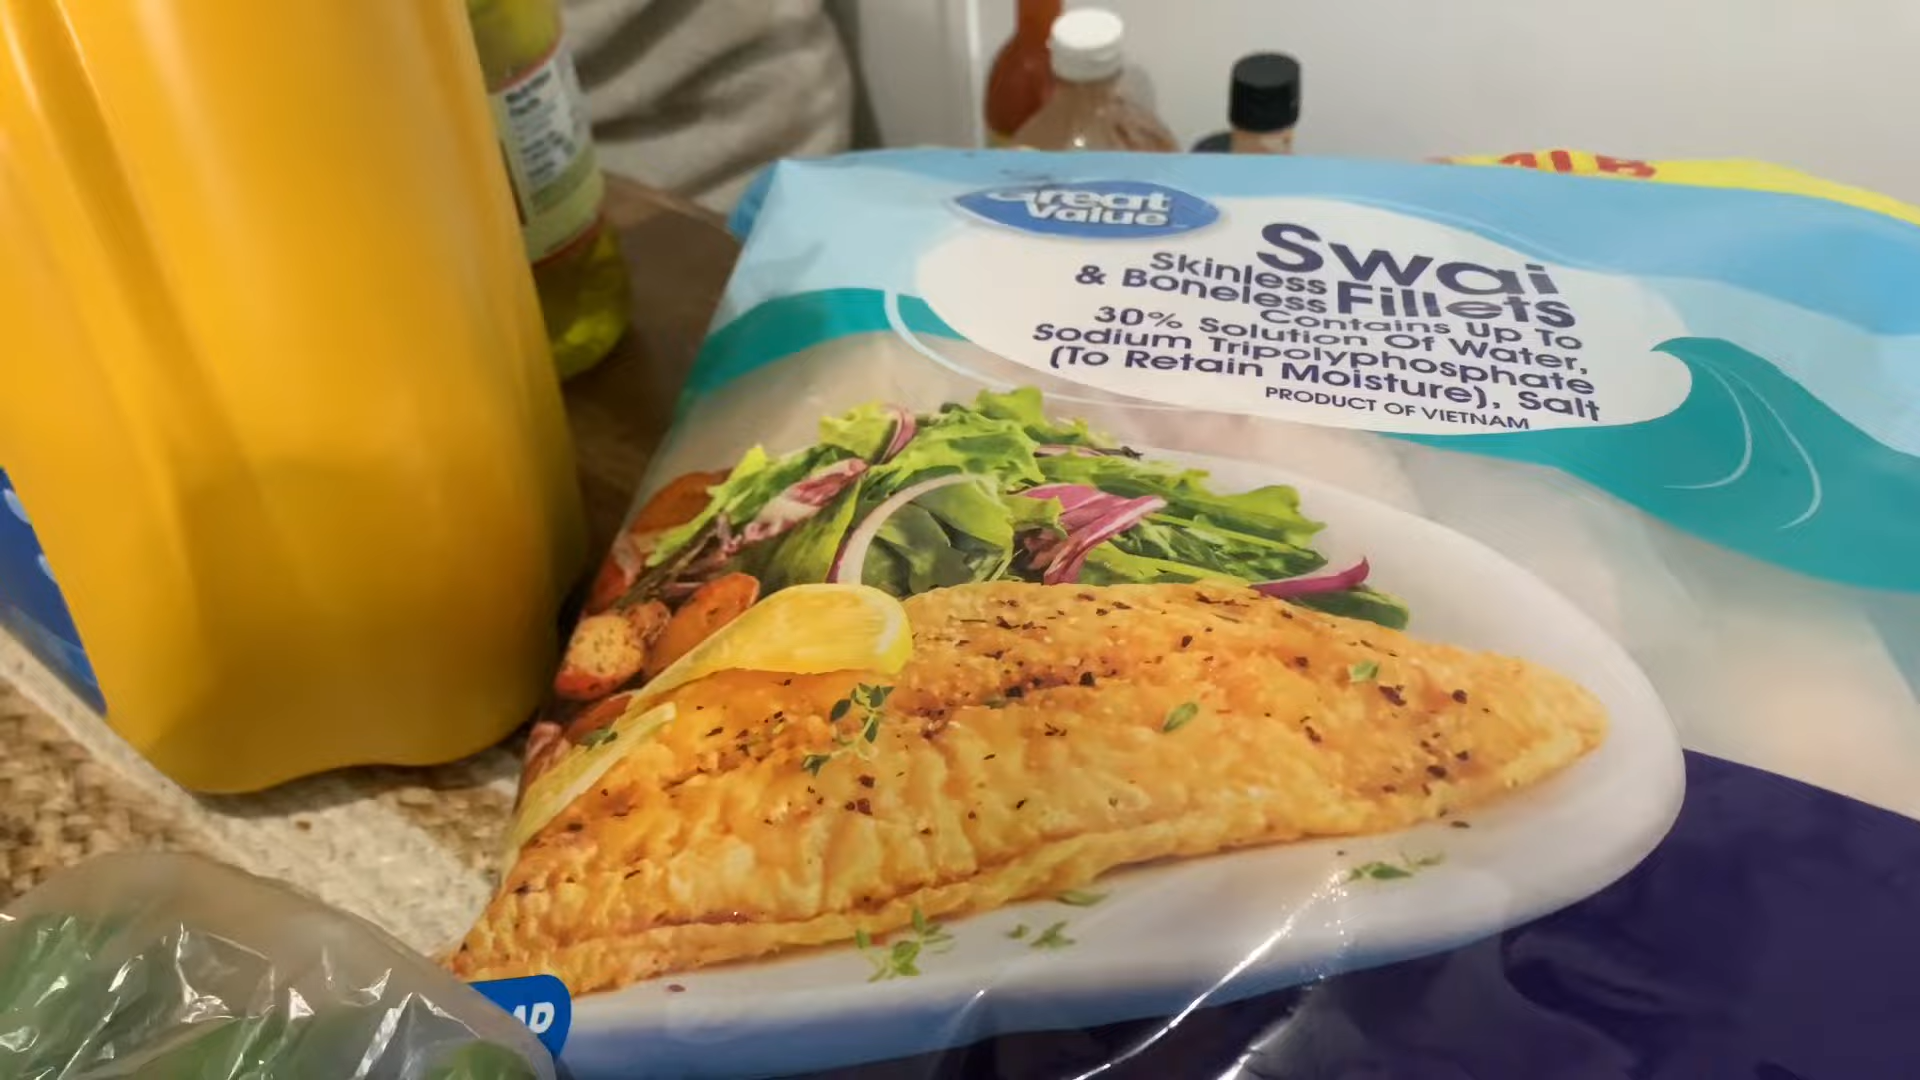 Great
Value
Swai
Skinless
& Boneless Fillets
Contains Up To
30% Solution Of Water,
Sodium Tripolyphosphate
(To Retain Moisture), Salt
PRODUCT OF VIETNAM